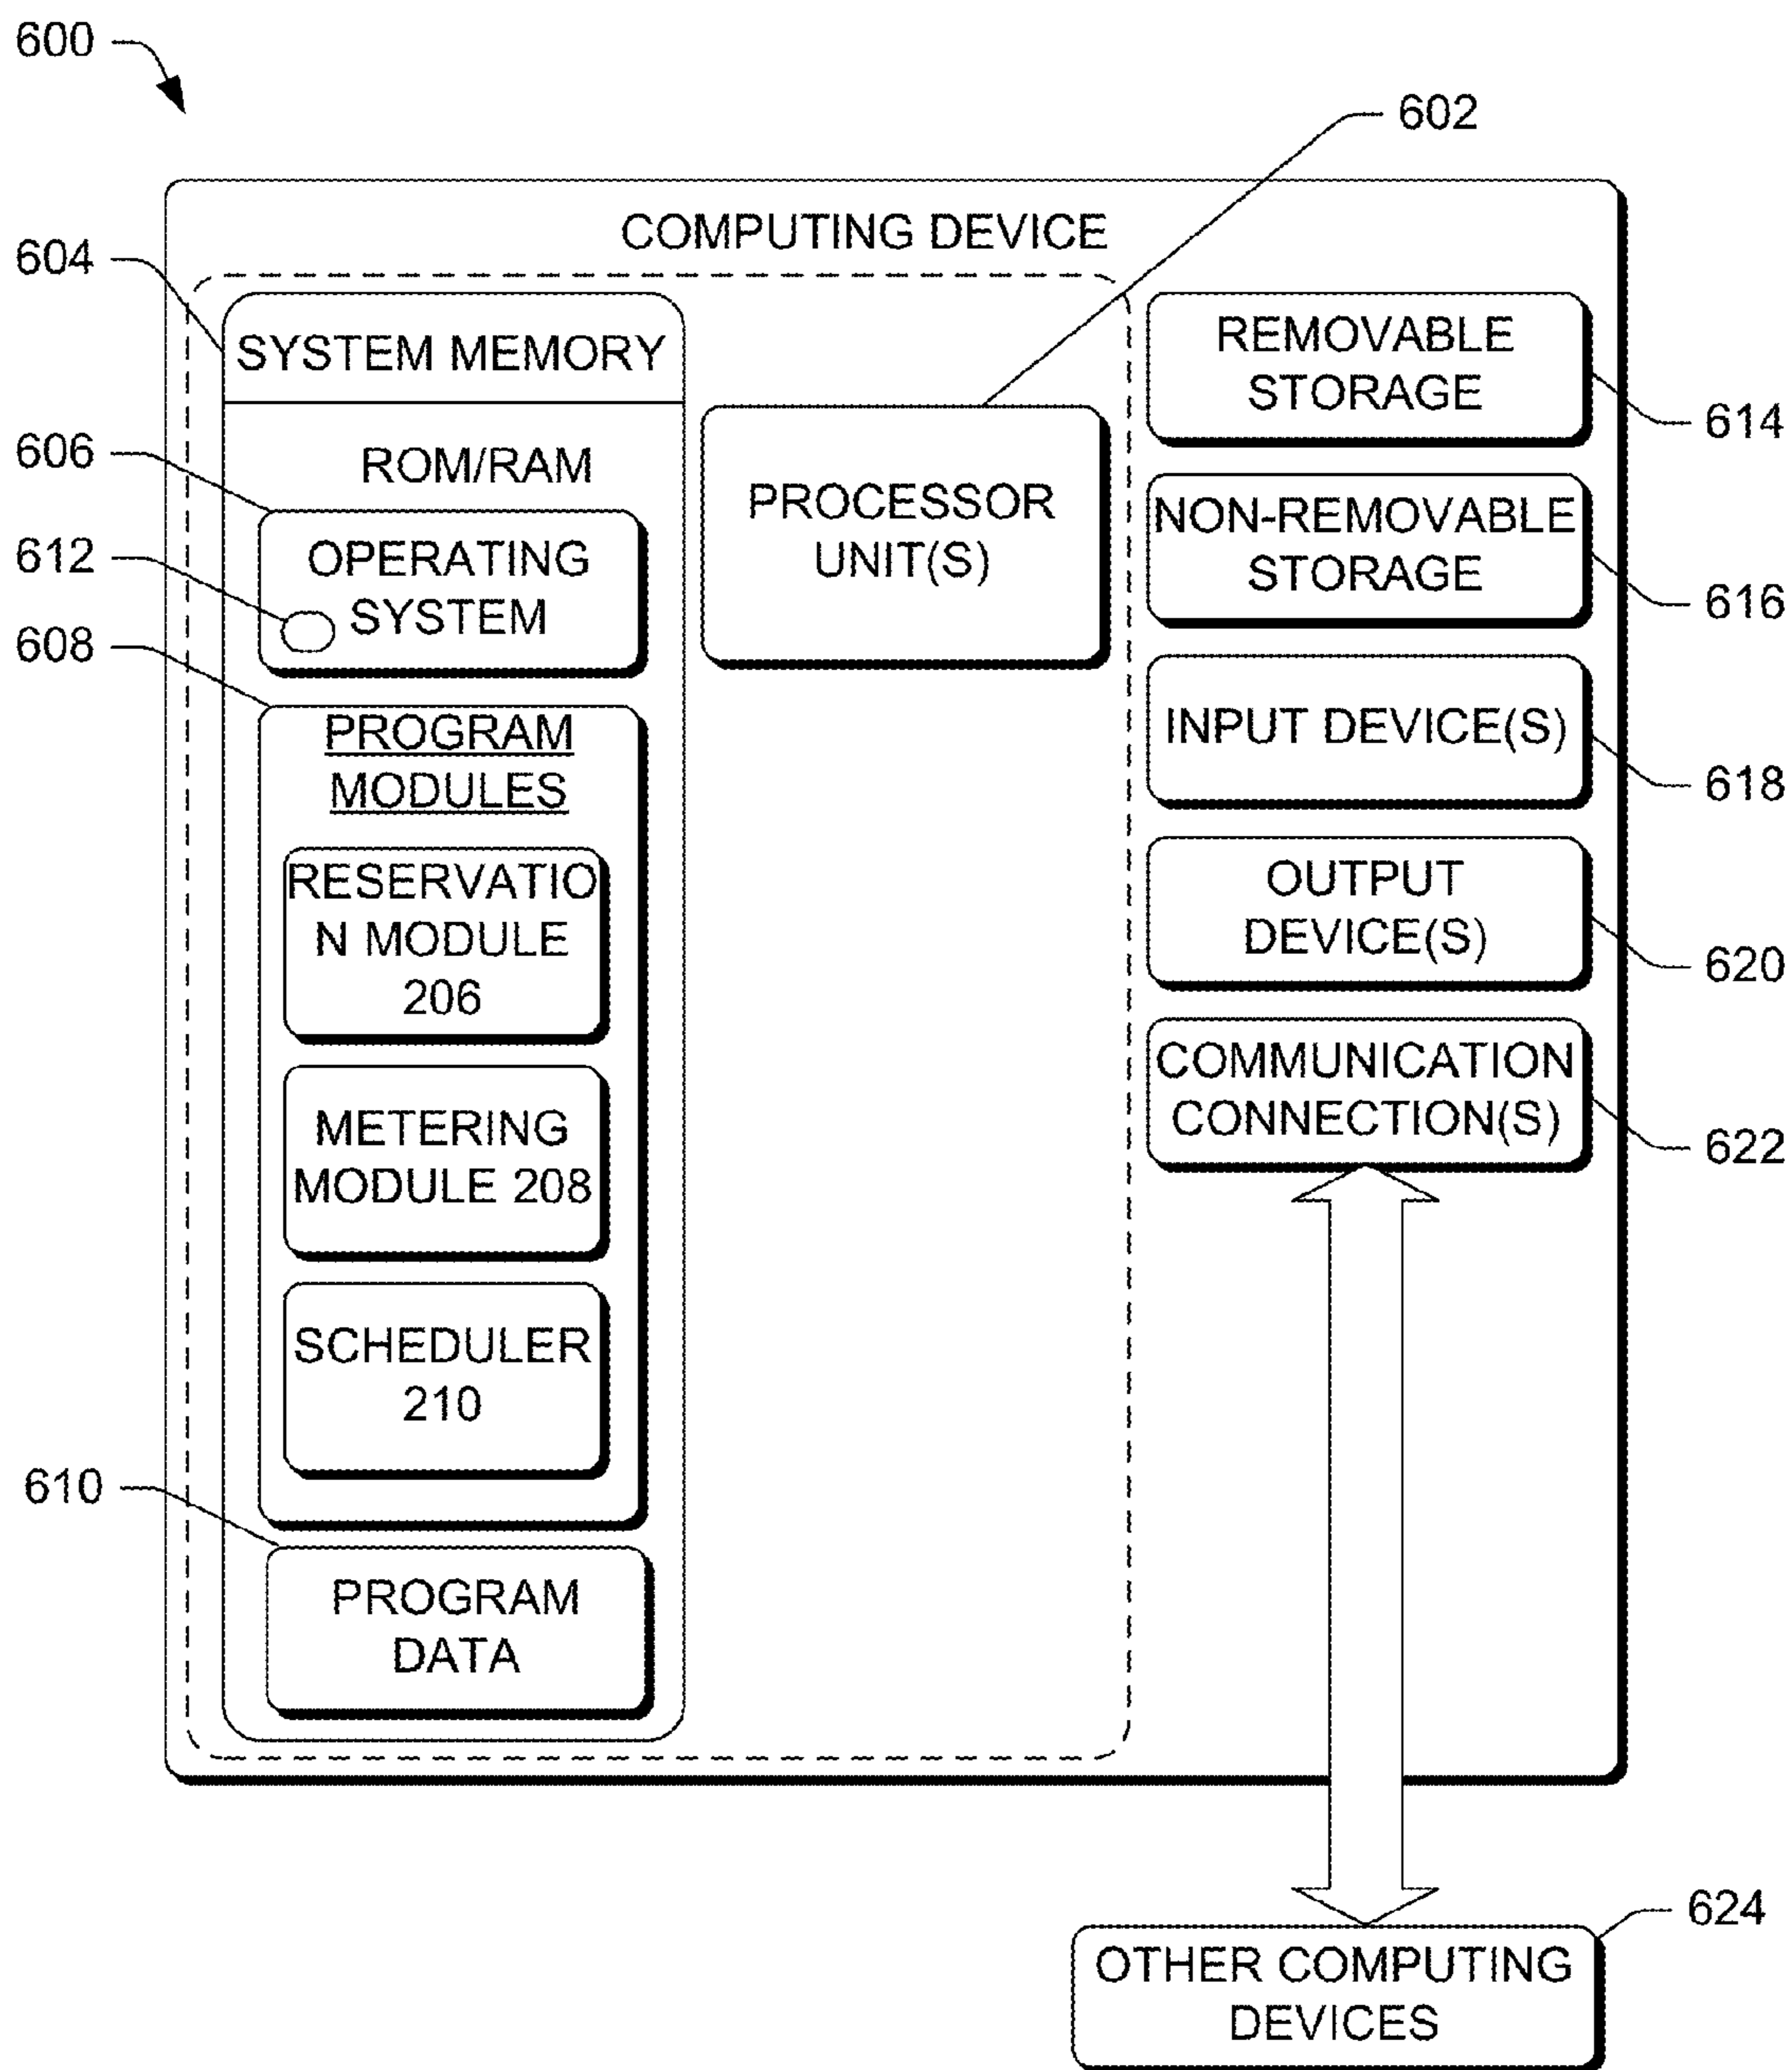 600
602
COMPUTING DEVICE
604
SYSTEM MEMORY
ROM/RAM
606
OPERATING
SYSTEM
612
608
PROGRAM
MODULES
RESERVATIO
N MODULE
206
METERING
MODULE 208
SCHEDULER
210
610
PROGRAM
DATA
PROCESSOR
UNIT(S)
REMOVABLE
STORAGE
614
NON-REMOVABLE
STORAGE
616
INPUT DEVICE(S)
618
OUTPUT
DEVICE(S)
620
COMMUNICATION
CONNECTION(S)
622
624
OTHER COMPUTING
DEVICES